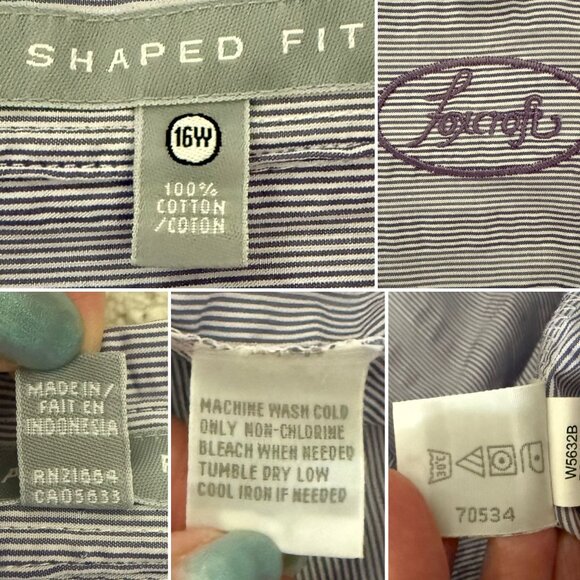 SHAPED FIT
16W
100%
COTTON
/COTON
Foxcroft
MADE IN/
FAIT EN
INDONESIA
RN21664
CA05633
MACHINE WASH COLD
ONLY NON-CHLORINE
BLEACH WHEN NEEDED
TUMBLE DRY LOW
COOL IRON IF NEEDED
30°C
70534
W5632B